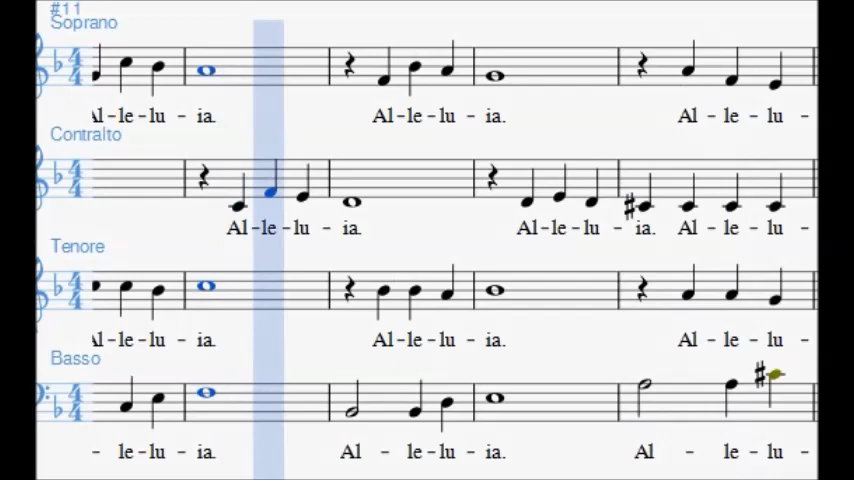 #11
Soprano
Al-le-lu - ia. Al-le-lu - ia. Al - le - lu -
Contralto
Al-le-lu - ia. Al-le-lu - ia. Al - le - lu -
Tenore
Al-le-lu - ia. Al-le-lu - ia. Al - le - lu -
Basso
- le-lu - ia. Al - le-lu - ia. Al - le - lu -